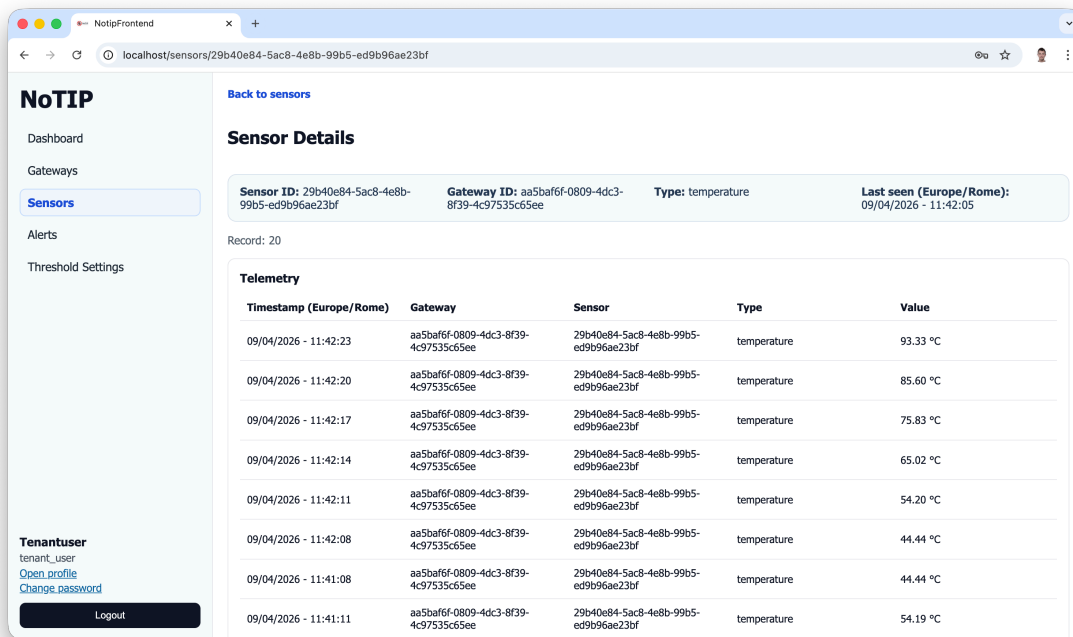 NotipFrontend
localhost/sensors/29b40e84-5ac8-4e8b-99b5-ed9b96ae23bf
NoTIP
Dashboard
Gateways
Sensors
Alerts
Threshold Settings
Tenantuser
tenant_user
Open profile
Change password
Logout
Back to sensors
Sensor Details
Sensor ID: 29b40e84-5ac8-4e8b-
99b5-ed9b96ae23bf
Gateway ID: aa5baf6f-0809-4dc3-
8f39-4c97535c65ee
Type: temperature
Last seen (Europe/Rome):
09/04/2026 - 11:42:05
Record: 20
Telemetry
Timestamp (Europe/Rome) Gateway Sensor Type Value
09/04/2026 - 11:42:23 aa5baf6f-0809-4dc3-8f39- 29b40e84-5ac8-4e8b-99b5- temperature 93.33 °C
4c97535c65ee ed9b96ae23bf
09/04/2026 - 11:42:20 aa5baf6f-0809-4dc3-8f39- 29b40e84-5ac8-4e8b-99b5- temperature 85.60 °C
4c97535c65ee ed9b96ae23bf
09/04/2026 - 11:42:17 aa5baf6f-0809-4dc3-8f39- 29b40e84-5ac8-4e8b-99b5- temperature 75.83 °C
4c97535c65ee ed9b96ae23bf
09/04/2026 - 11:42:14 aa5baf6f-0809-4dc3-8f39- 29b40e84-5ac8-4e8b-99b5- temperature 65.02 °C
4c97535c65ee ed9b96ae23bf
09/04/2026 - 11:42:11 aa5baf6f-0809-4dc3-8f39- 29b40e84-5ac8-4e8b-99b5- temperature 54.20 °C
4c97535c65ee ed9b96ae23bf
09/04/2026 - 11:42:08 aa5baf6f-0809-4dc3-8f39- 29b40e84-5ac8-4e8b-99b5- temperature 44.44 °C
4c97535c65ee ed9b96ae23bf
09/04/2026 - 11:41:08 aa5baf6f-0809-4dc3-8f39- 29b40e84-5ac8-4e8b-99b5- temperature 44.44 °C
4c97535c65ee ed9b96ae23bf
09/04/2026 - 11:41:11 aa5baf6f-0809-4dc3-8f39- 29b40e84-5ac8-4e8b-99b5- temperature 54.19 °C
4c97535c65ee ed9b96ae23bf